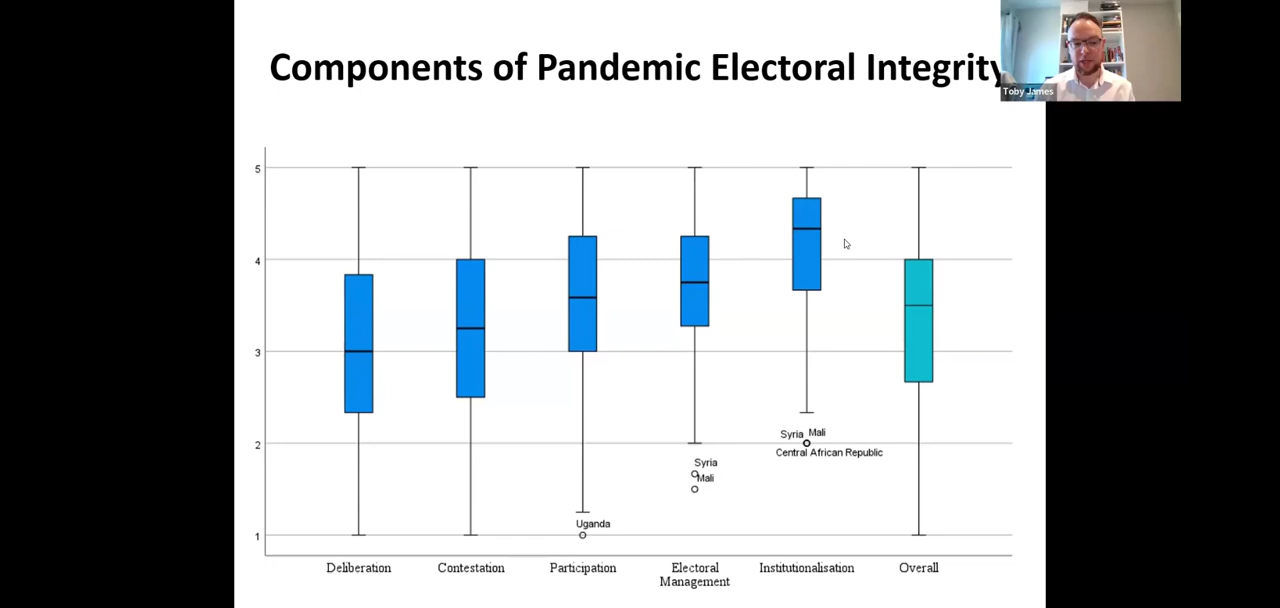 Components of Pandemic Electoral Integrity
Toby James
5
4
3
2
1
Syria Mali
Central African Republic
Syria
Mali
Uganda
Deliberation
Contestation
Participation
Electoral
Management
Institutionalisation
Overall